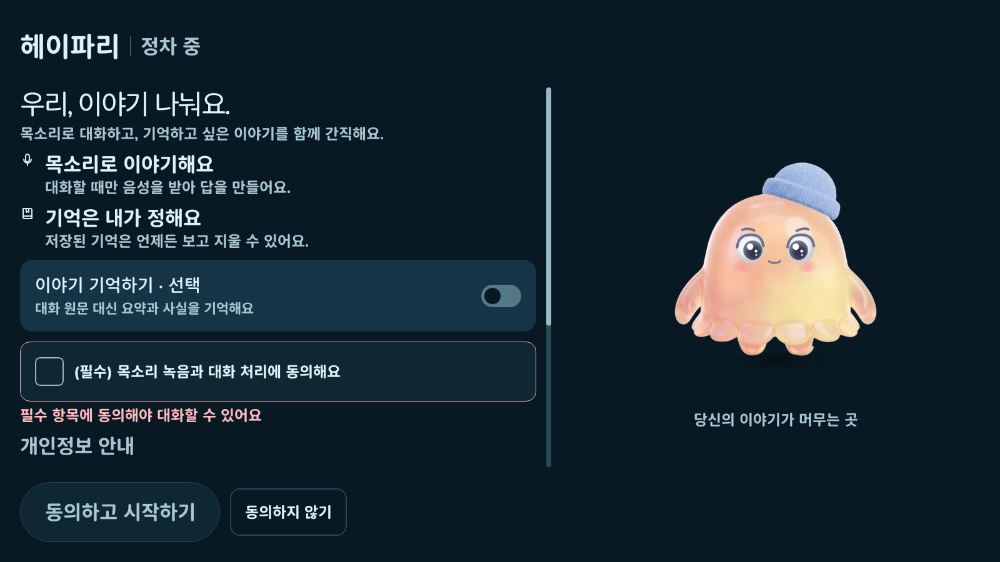 헤이파리 정차 중
우리, 이야기 나눠요.
목소리로 대화하고, 기억하고 싶은 이야기를 함께 간직해요.
목소리로 이야기해요
대화할 때만 음성을 받아 답을 만들어요.
기억은 내가 정해요
저장된 기억은 언제든 보고 지울 수 있어요.
이야기 기억하기 · 선택
대화 원문 대신 요약과 사실을 기억해요
(필수) 목소리 녹음과 대화 처리에 동의해요
필수 항목에 동의해야 대화할 수 있어요
개인정보 안내
동의하고 시작하기
동의하지 않기
당신의 이야기가 머무는 곳